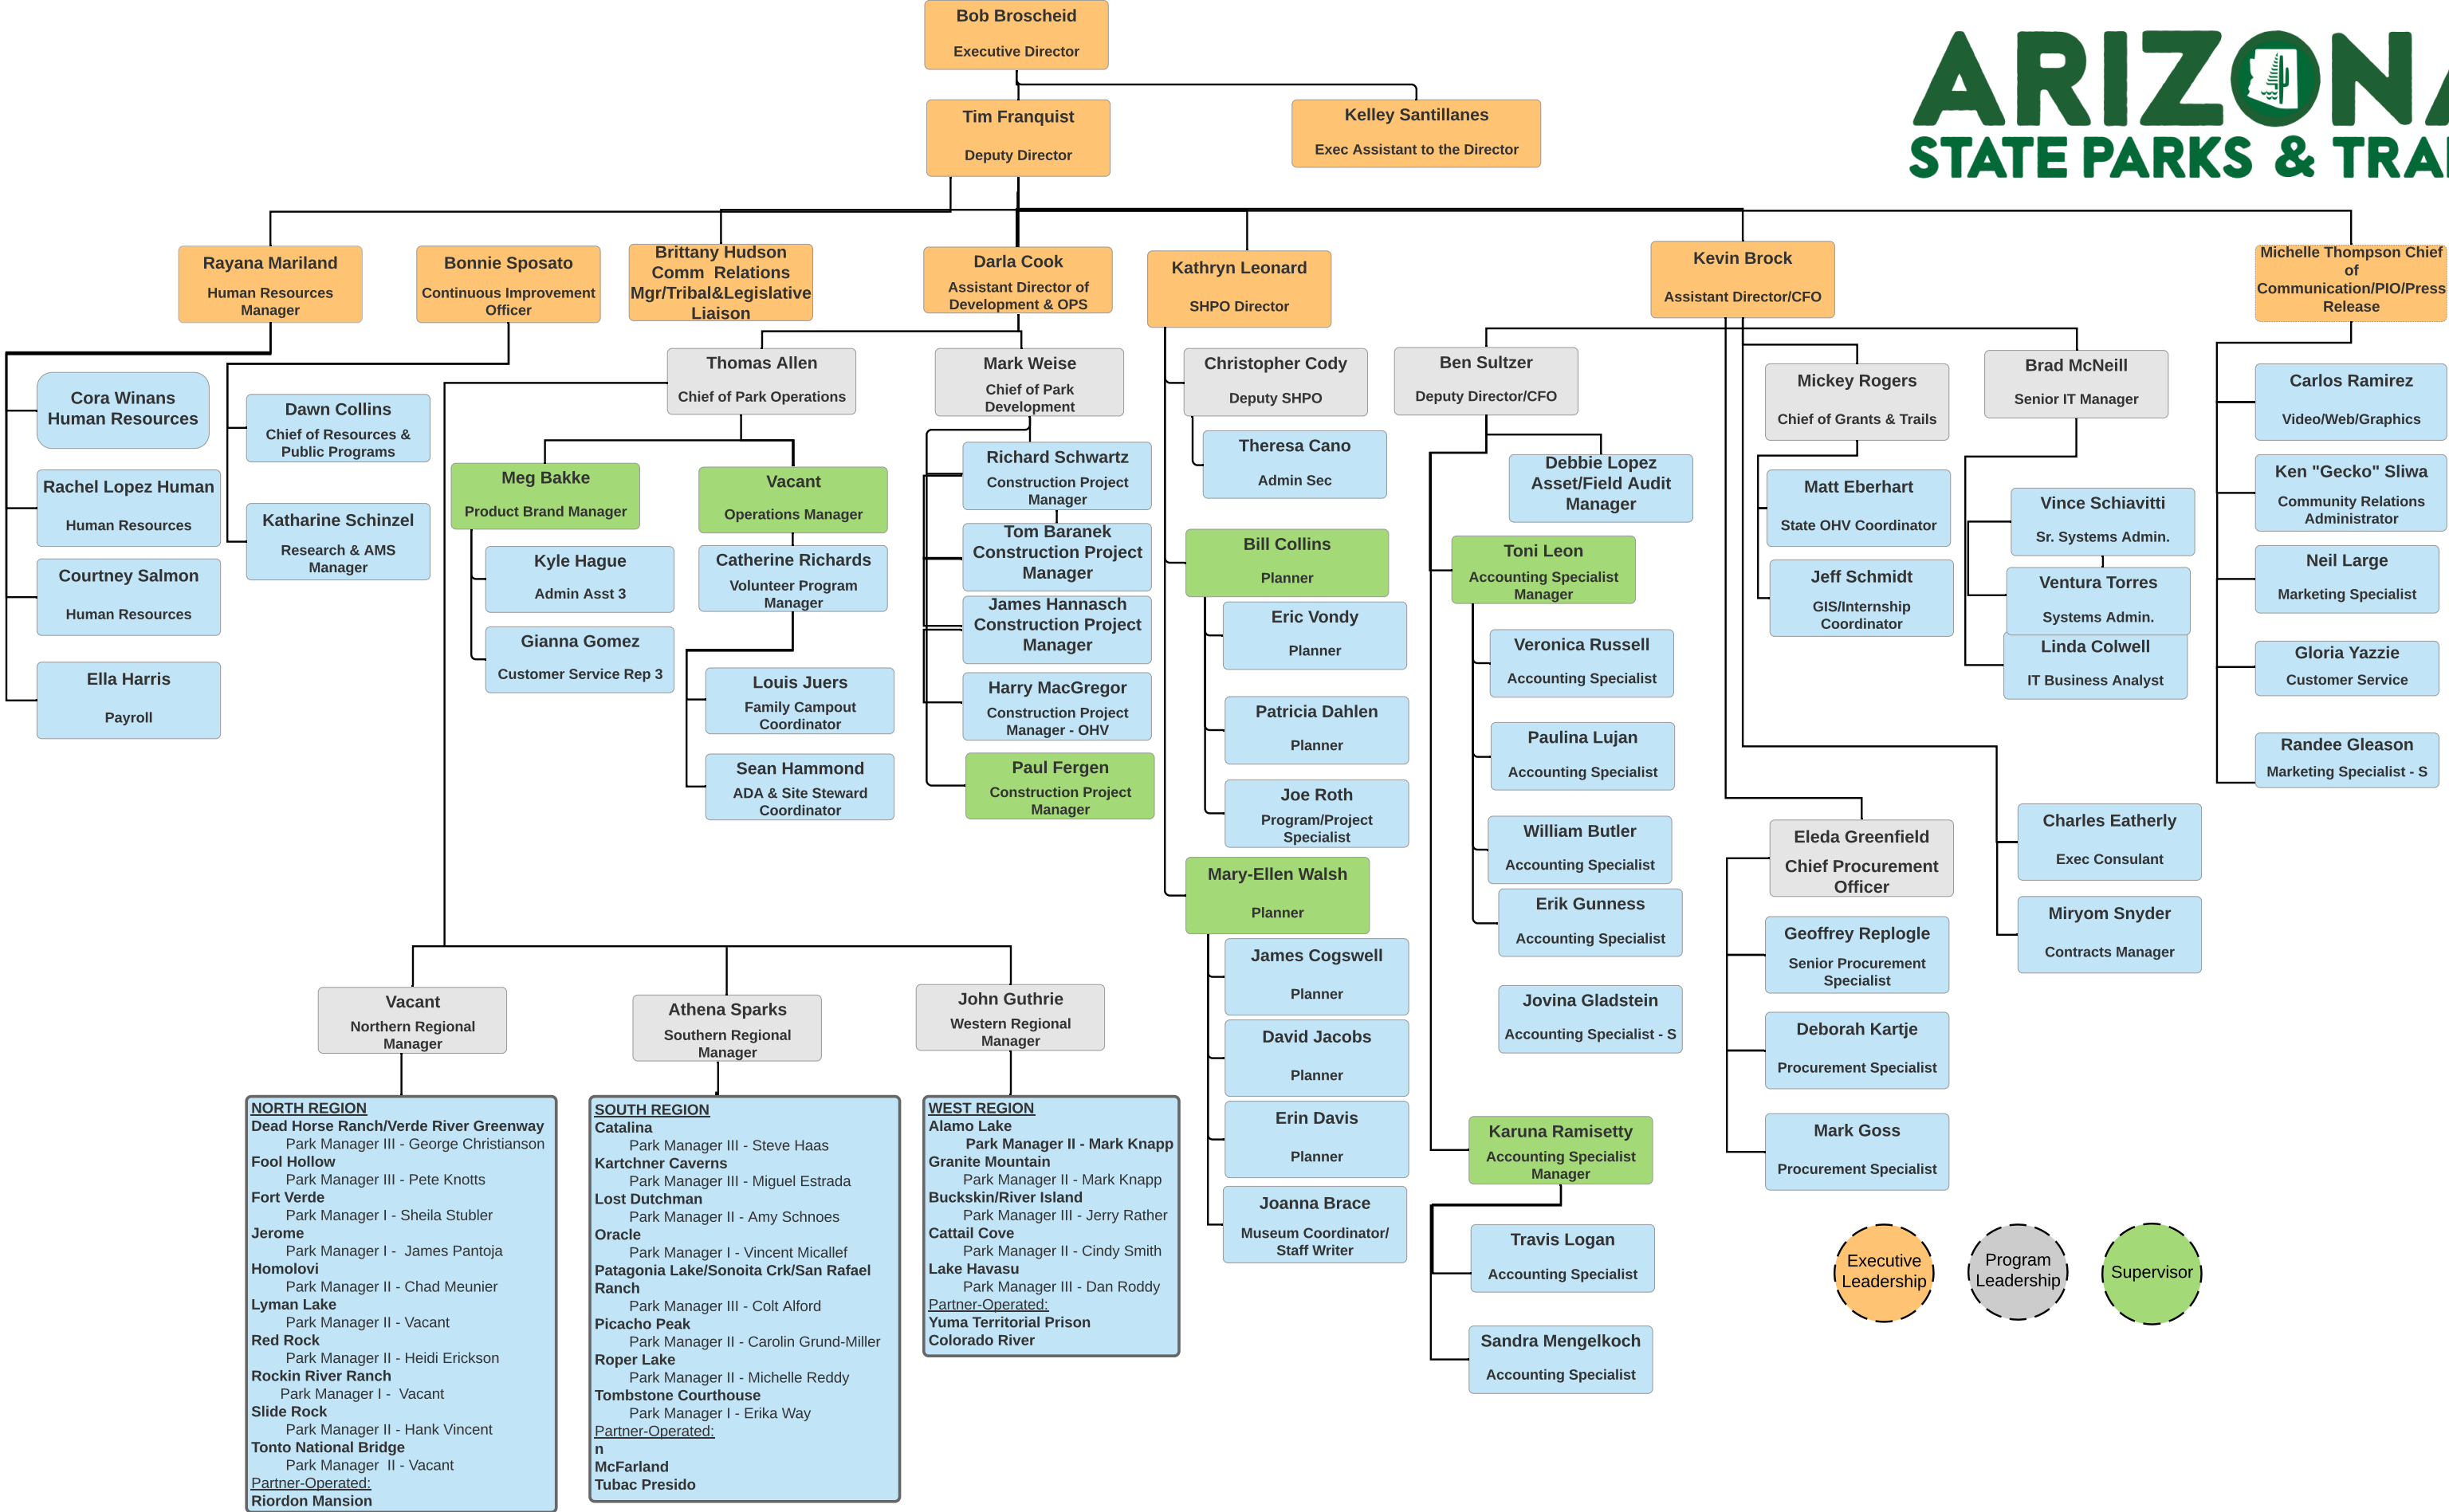 Bob Broscheid
Executive Director
ARIZONA
STATE PARKS & TRAI
Tim Franquist
Deputy Director
Kelley Santillanes
Exec Assistant to the Director
Rayana Mariland
Human Resources
Manager
Bonnie Sposato
Continuous Improvement
Officer
Brittany Hudson
Comm  Relations
Mgr/Tribal&Legislative
Liaison
Darla Cook
Assistant Director of
Development & OPS
Kathryn Leonard
SHPO Director
Kevin Brock
Assistant Director/CFO
Michelle Thompson Chief
of
Communication/PIO/Press
Release
Cora Winans
Human Resources
Rachel Lopez Human
Human Resources
Courtney Salmon
Human Resources
Ella Harris
Payroll
Dawn Collins
Chief of Resources &
Public Programs
Katharine Schinzel
Research & AMS
Manager
Thomas Allen
Chief of Park Operations
Meg Bakke
Product Brand Manager
Kyle Hague
Admin Asst 3
Gianna Gomez
Customer Service Rep 3
Vacant
Operations Manager
Catherine Richards
Volunteer Program
Manager
Louis Juers
Family Campout
Coordinator
Sean Hammond
ADA & Site Steward
Coordinator
Mark Weise
Chief of Park
Development
Richard Schwartz
Construction Project
Manager
Tom Baranek
Construction Project
Manager
James Hannasch
Construction Project
Manager
Harry MacGregor
Construction Project
Manager - OHV
Paul Fergen
Construction Project
Manager
Christopher Cody
Deputy SHPO
Theresa Cano
Admin Sec
Bill Collins
Planner
Eric Vondy
Planner
Patricia Dahlen
Planner
Joe Roth
Program/Project
Specialist
Mary-Ellen Walsh
Planner
James Cogswell
Planner
David Jacobs
Planner
Erin Davis
Planner
Joanna Brace
Museum Coordinator/
Staff Writer
Ben Sultzer
Deputy Director/CFO
Debbie Lopez
Asset/Field Audit
Manager
Toni Leon
Accounting Specialist
Manager
Veronica Russell
Accounting Specialist
Paulina Lujan
Accounting Specialist
William Butler
Accounting Specialist
Erik Gunness
Accounting Specialist
Jovina Gladstein
Accounting Specialist - S
Karuna Ramisetty
Accounting Specialist
Manager
Travis Logan
Accounting Specialist
Sandra Mengelkoch
Accounting Specialist
Mickey Rogers
Chief of Grants & Trails
Matt Eberhart
State OHV Coordinator
Jeff Schmidt
GIS/Internship
Coordinator
Brad McNeill
Senior IT Manager
Vince Schiavitti
Sr. Systems Admin.
Ventura Torres
Systems Admin.
Linda Colwell
IT Business Analyst
Eleda Greenfield
Chief Procurement
Officer
Geoffrey Replogle
Senior Procurement
Specialist
Deborah Kartje
Procurement Specialist
Mark Goss
Procurement Specialist
Charles Eatherly
Exec Consulant
Miryom Snyder
Contracts Manager
Carlos Ramirez
Video/Web/Graphics
Ken "Gecko" Sliwa
Community Relations
Administrator
Neil Large
Marketing Specialist
Gloria Yazzie
Customer Service
Randee Gleason
Marketing Specialist - S
Vacant
Northern Regional
Manager
Athena Sparks
Southern Regional
Manager
John Guthrie
Western Regional
Manager
NORTH REGION
Dead Horse Ranch/Verde River Greenway
Park Manager III - George Christianson
Fool Hollow
Park Manager III - Pete Knotts
Fort Verde
Park Manager I - Sheila Stubler
Jerome
Park Manager I -  James Pantoja
Homolovi
Park Manager II - Chad Meunier
Lyman Lake
Park Manager II - Vacant
Red Rock
Park Manager II - Heidi Erickson
Rockin River Ranch
Park Manager I -  Vacant
Slide Rock
Park Manager II - Hank Vincent
Tonto National Bridge
Park Manager  II - Vacant
Partner-Operated:
Riordon Mansion
SOUTH REGION
Catalina
Park Manager III - Steve Haas
Kartchner Caverns
Park Manager III - Miguel Estrada
Lost Dutchman
Park Manager II - Amy Schnoes
Oracle
Park Manager I - Vincent Micallef
Patagonia Lake/Sonoita Crk/San Rafael
Ranch
Park Manager III - Colt Alford
Picacho Peak
Park Manager II - Carolin Grund-Miller
Roper Lake
Park Manager II - Michelle Reddy
Tombstone Courthouse
Park Manager I - Erika Way
Partner-Operated:
n
McFarland
Tubac Presido
WEST REGION
Alamo Lake
Park Manager II - Mark Knapp
Granite Mountain
Park Manager II - Mark Knapp
Buckskin/River Island
Park Manager III - Jerry Rather
Cattail Cove
Park Manager II - Cindy Smith
Lake Havasu
Park Manager III - Dan Roddy
Partner-Operated:
Yuma Territorial Prison
Colorado River
Executive
Leadership
Program
Leadership
Supervisor